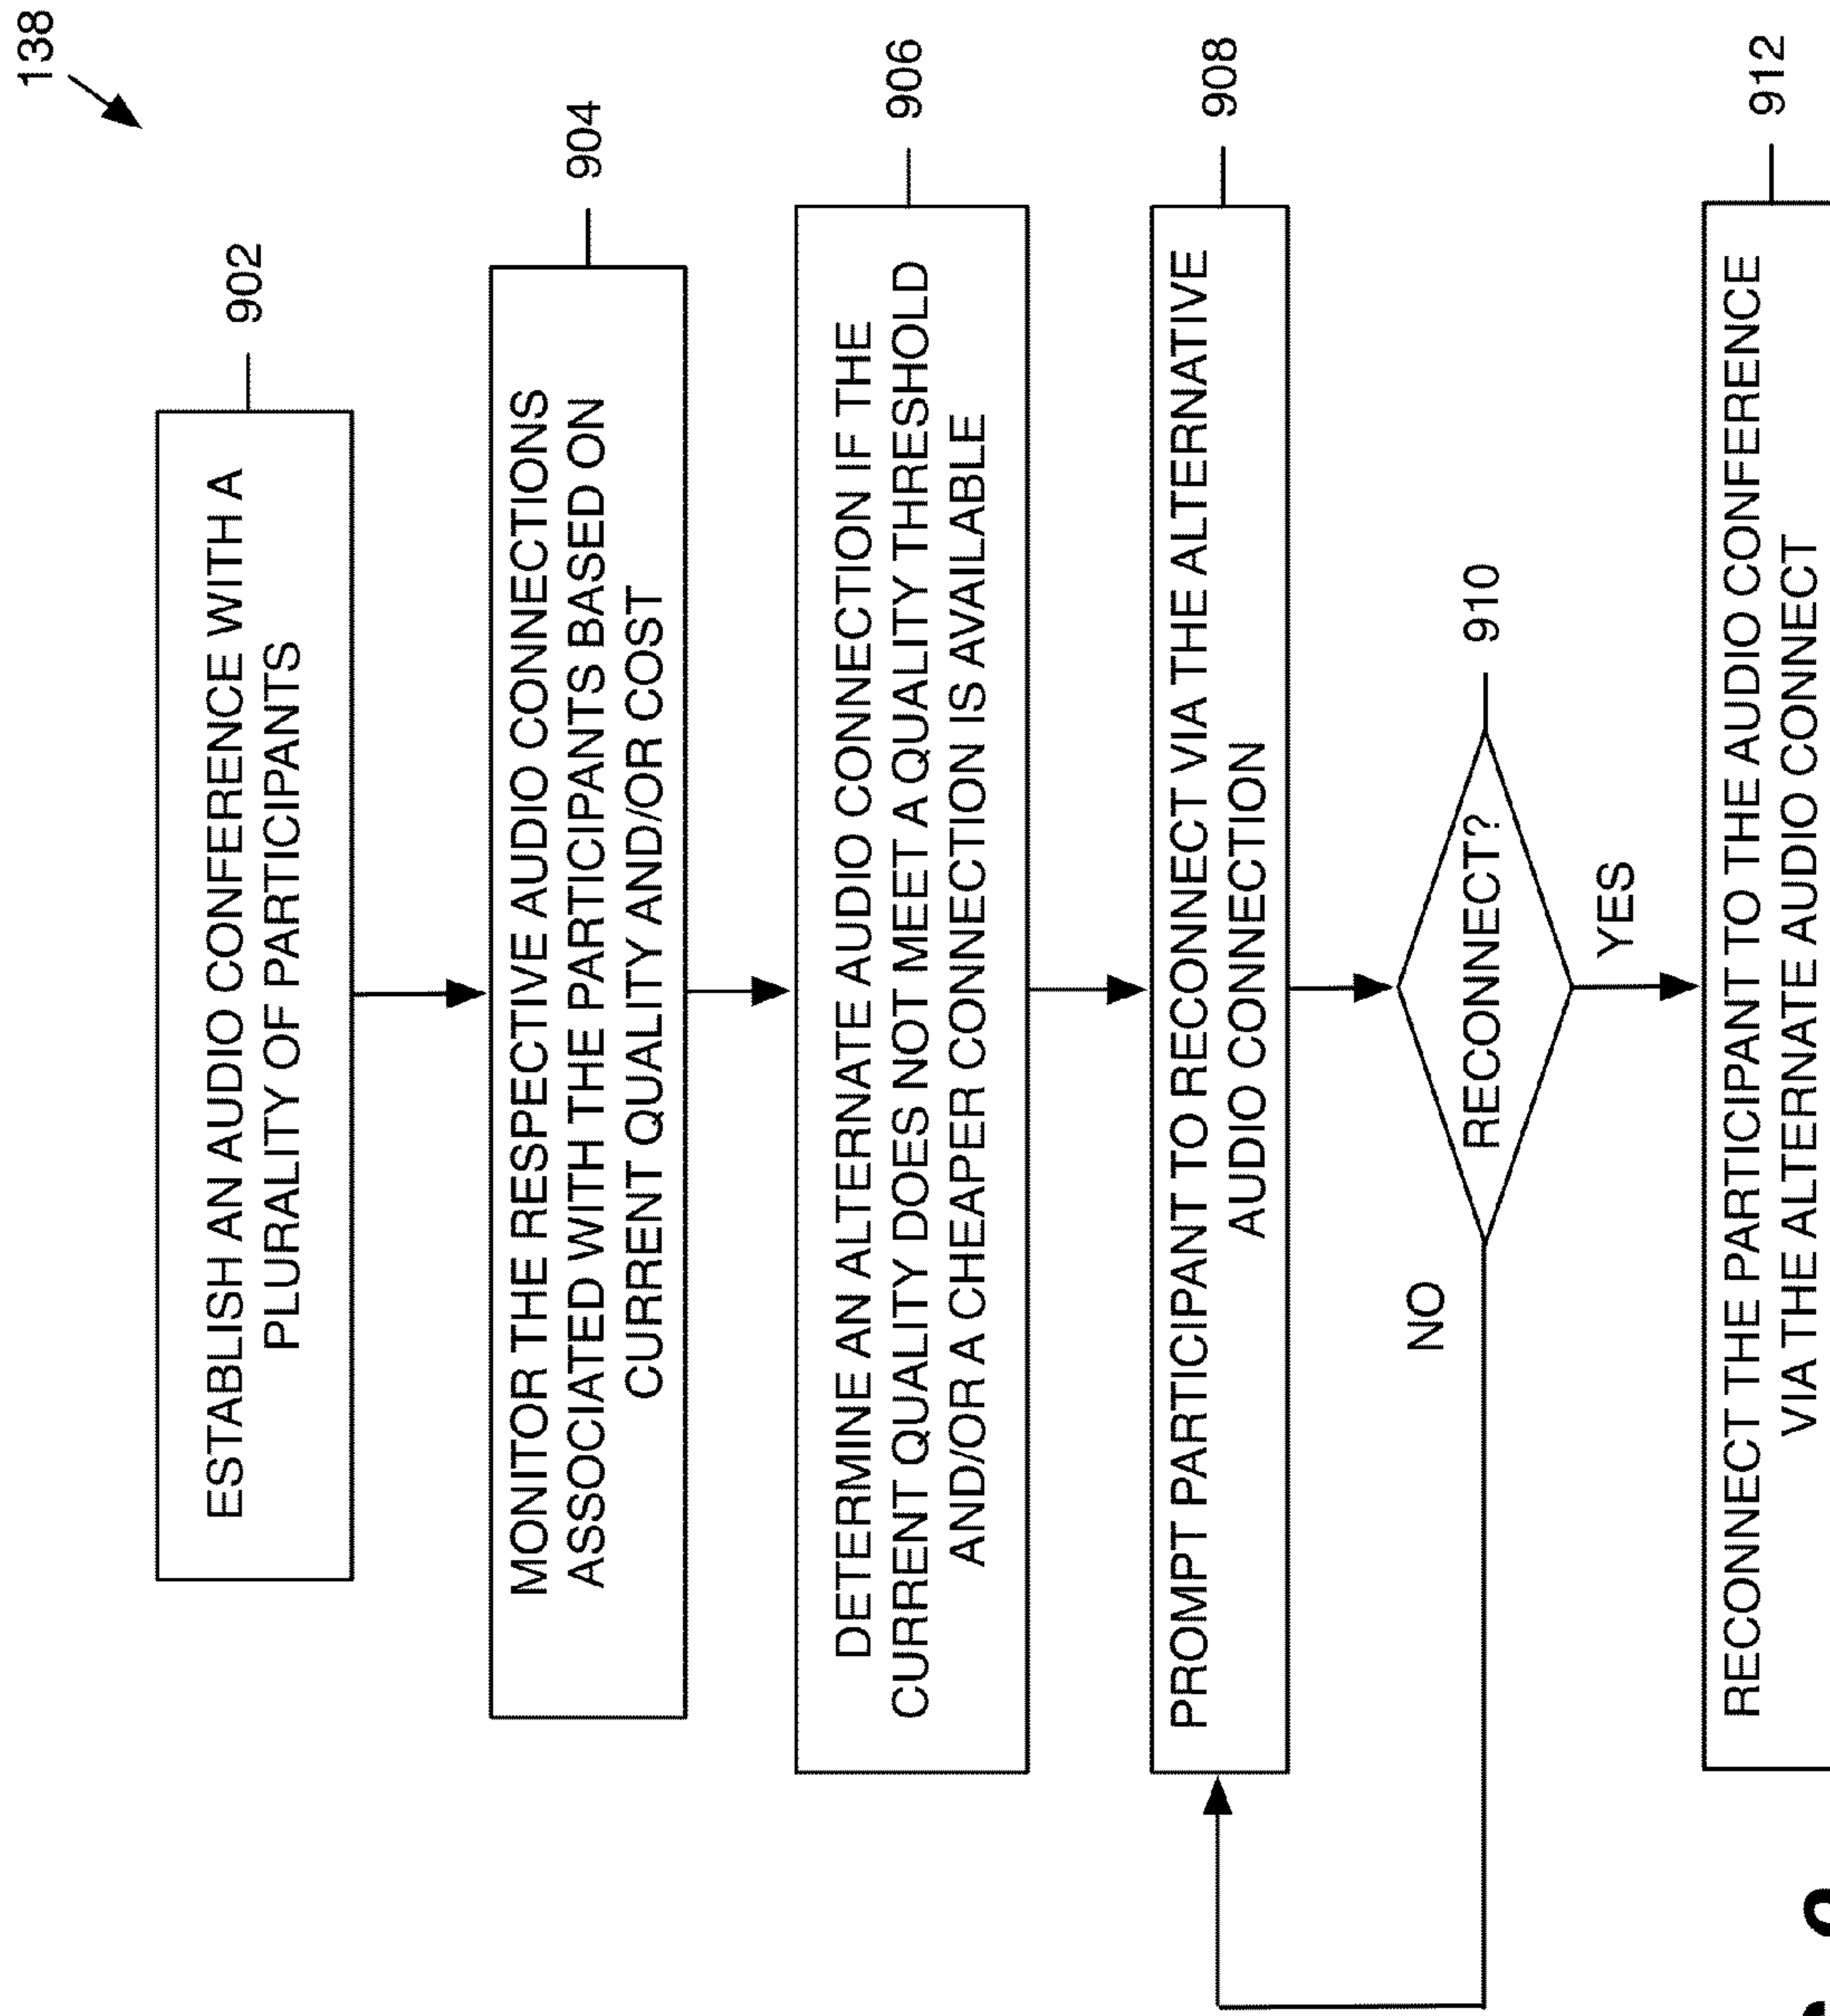 138
ESTABLISH AN AUDIO CONFERENCE WITH A
PLURALITY OF PARTICIPANTS
902
MONITOR THE RESPECTIVE AUDIO CONNECTIONS
ASSOCIATED WITH THE PARTICIPANTS BASED ON
CURRENT QUALITY AND/OR COST
904
DETERMINE AN ALTERNATE AUDIO CONNECTION IF THE
CURRENT QUALITY DOES NOT MEET A QUALITY THRESHOLD
AND/OR A CHEAPER CONNECTION IS AVAILABLE
906
PROMPT PARTICIPANT TO RECONNECT VIA THE ALTERNATIVE
AUDIO CONNECTION
908
RECONNECT?
910
NO
YES
RECONNECT THE PARTICIPANT TO THE AUDIO CONFERENCE
VIA THE ALTERNATE AUDIO CONNECT
912